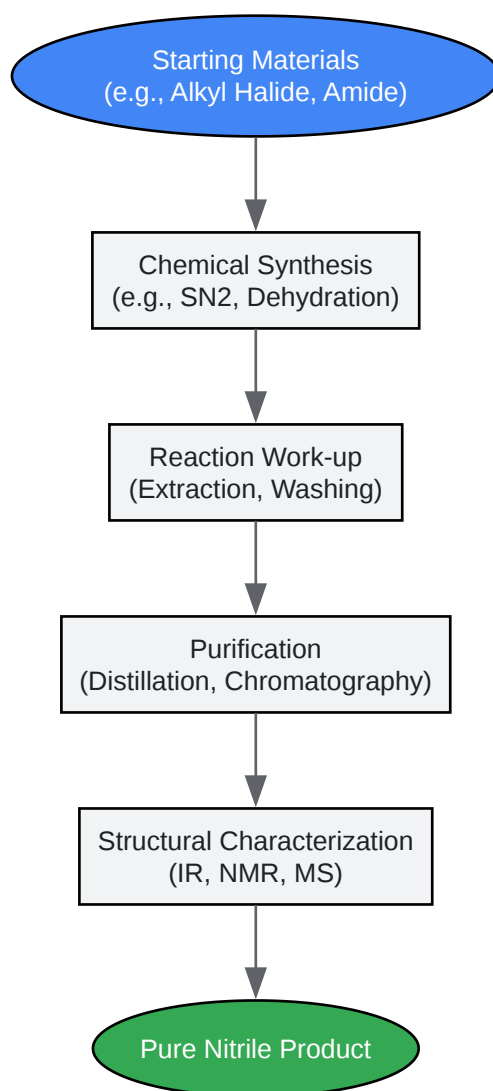 Starting Materials
(e.g., Alkyl Halide, Amide)
Chemical Synthesis
(e.g., SN2, Dehydration)
Reaction Work-up
(Extraction, Washing)
Purification
(Distillation, Chromatography)
Structural Characterization
(IR, NMR, MS)
Pure Nitrile Product